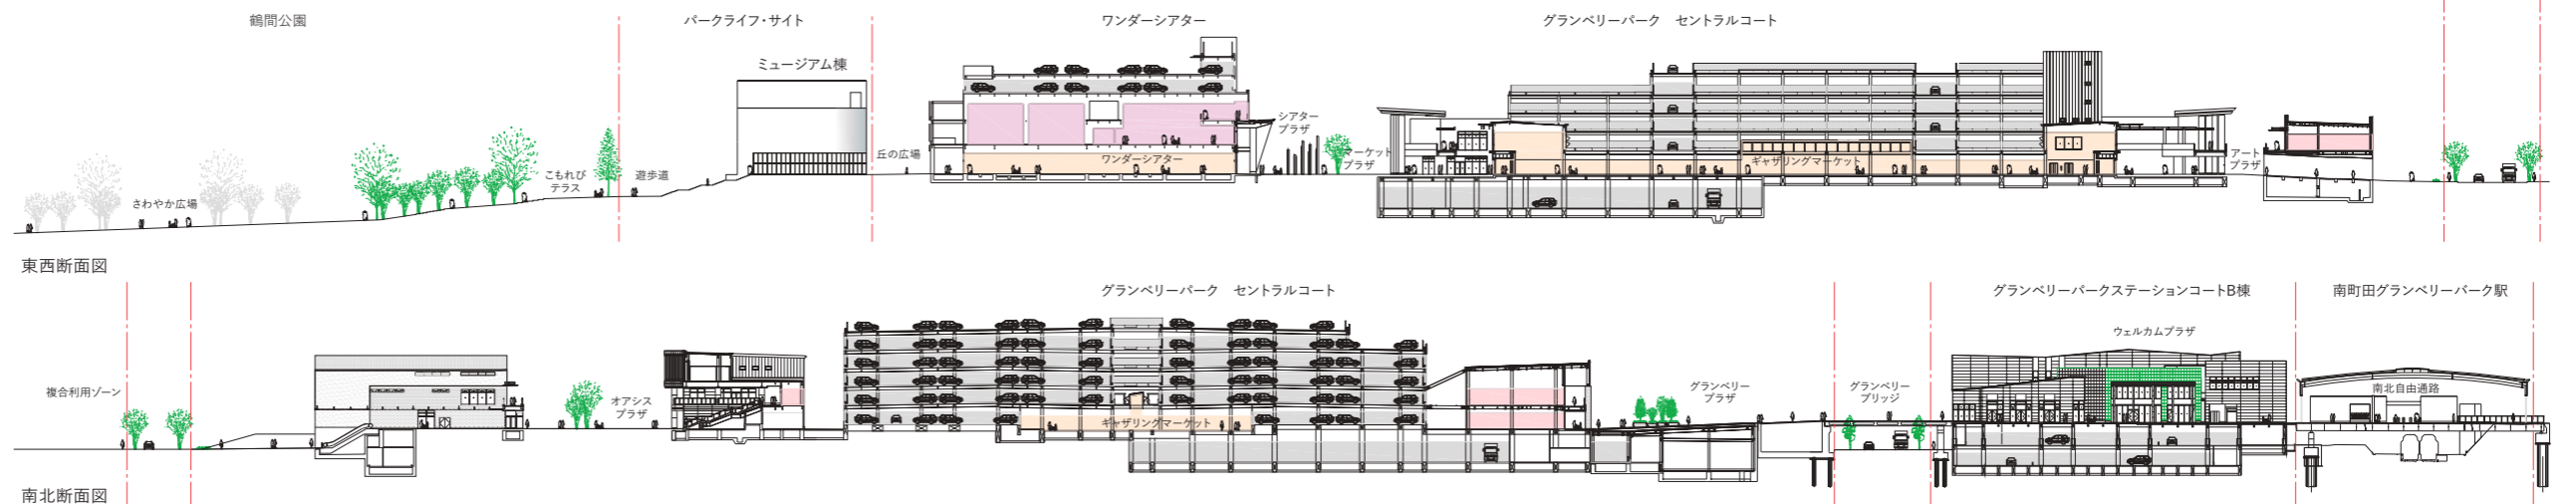 鶴間公園
パークライフ・サイト
ワンダーシアター
グランベリーパーク　セントラルコート
ミュージアム棟
シアター
プラザ
丘の広場
ワンダーシアター
マーケット
プラザ
ギャザリングマーケット
アート
プラザ
こもれび
テラス
遊歩道
さわやか広場
東西断面図
グランベリーパーク　セントラルコート
グランベリーパークステーションコートB棟
南町田グランベリーパーク駅
ウェルカムプラザ
複合利用ゾーン
オアシス
プラザ
ギャザリングマーケット
グランベリー
プラザ
グランベリー
ブリッジ
南北自由通路
南北断面図